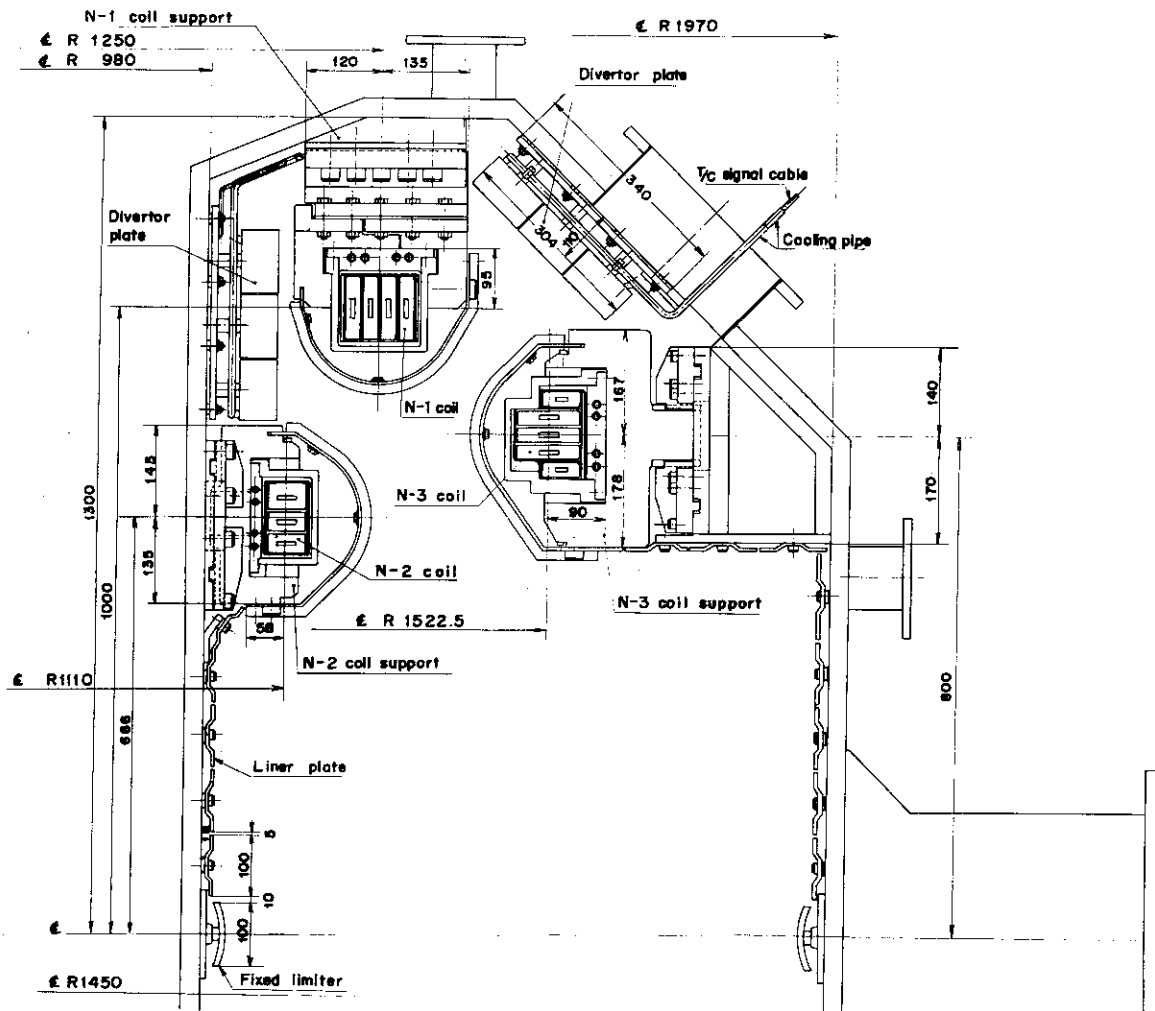 N-1 coil support
℄ R 1250
℄ R 980
120
135
℄ R 1970
Divertor plate
T/C signal cable
340
304
110
Cooling pipe
Divertor
plate
95
N-1 coil
167
140
145
1300
N-3 coil
178
170
90
135
1000
N-2 coil
N-3 coil support
58
℄ R 1522.5
N-2 coil support
℄ R1110
666
800
Liner plate
5
100
10
100
℄
Fixed limiter
℄ R1450